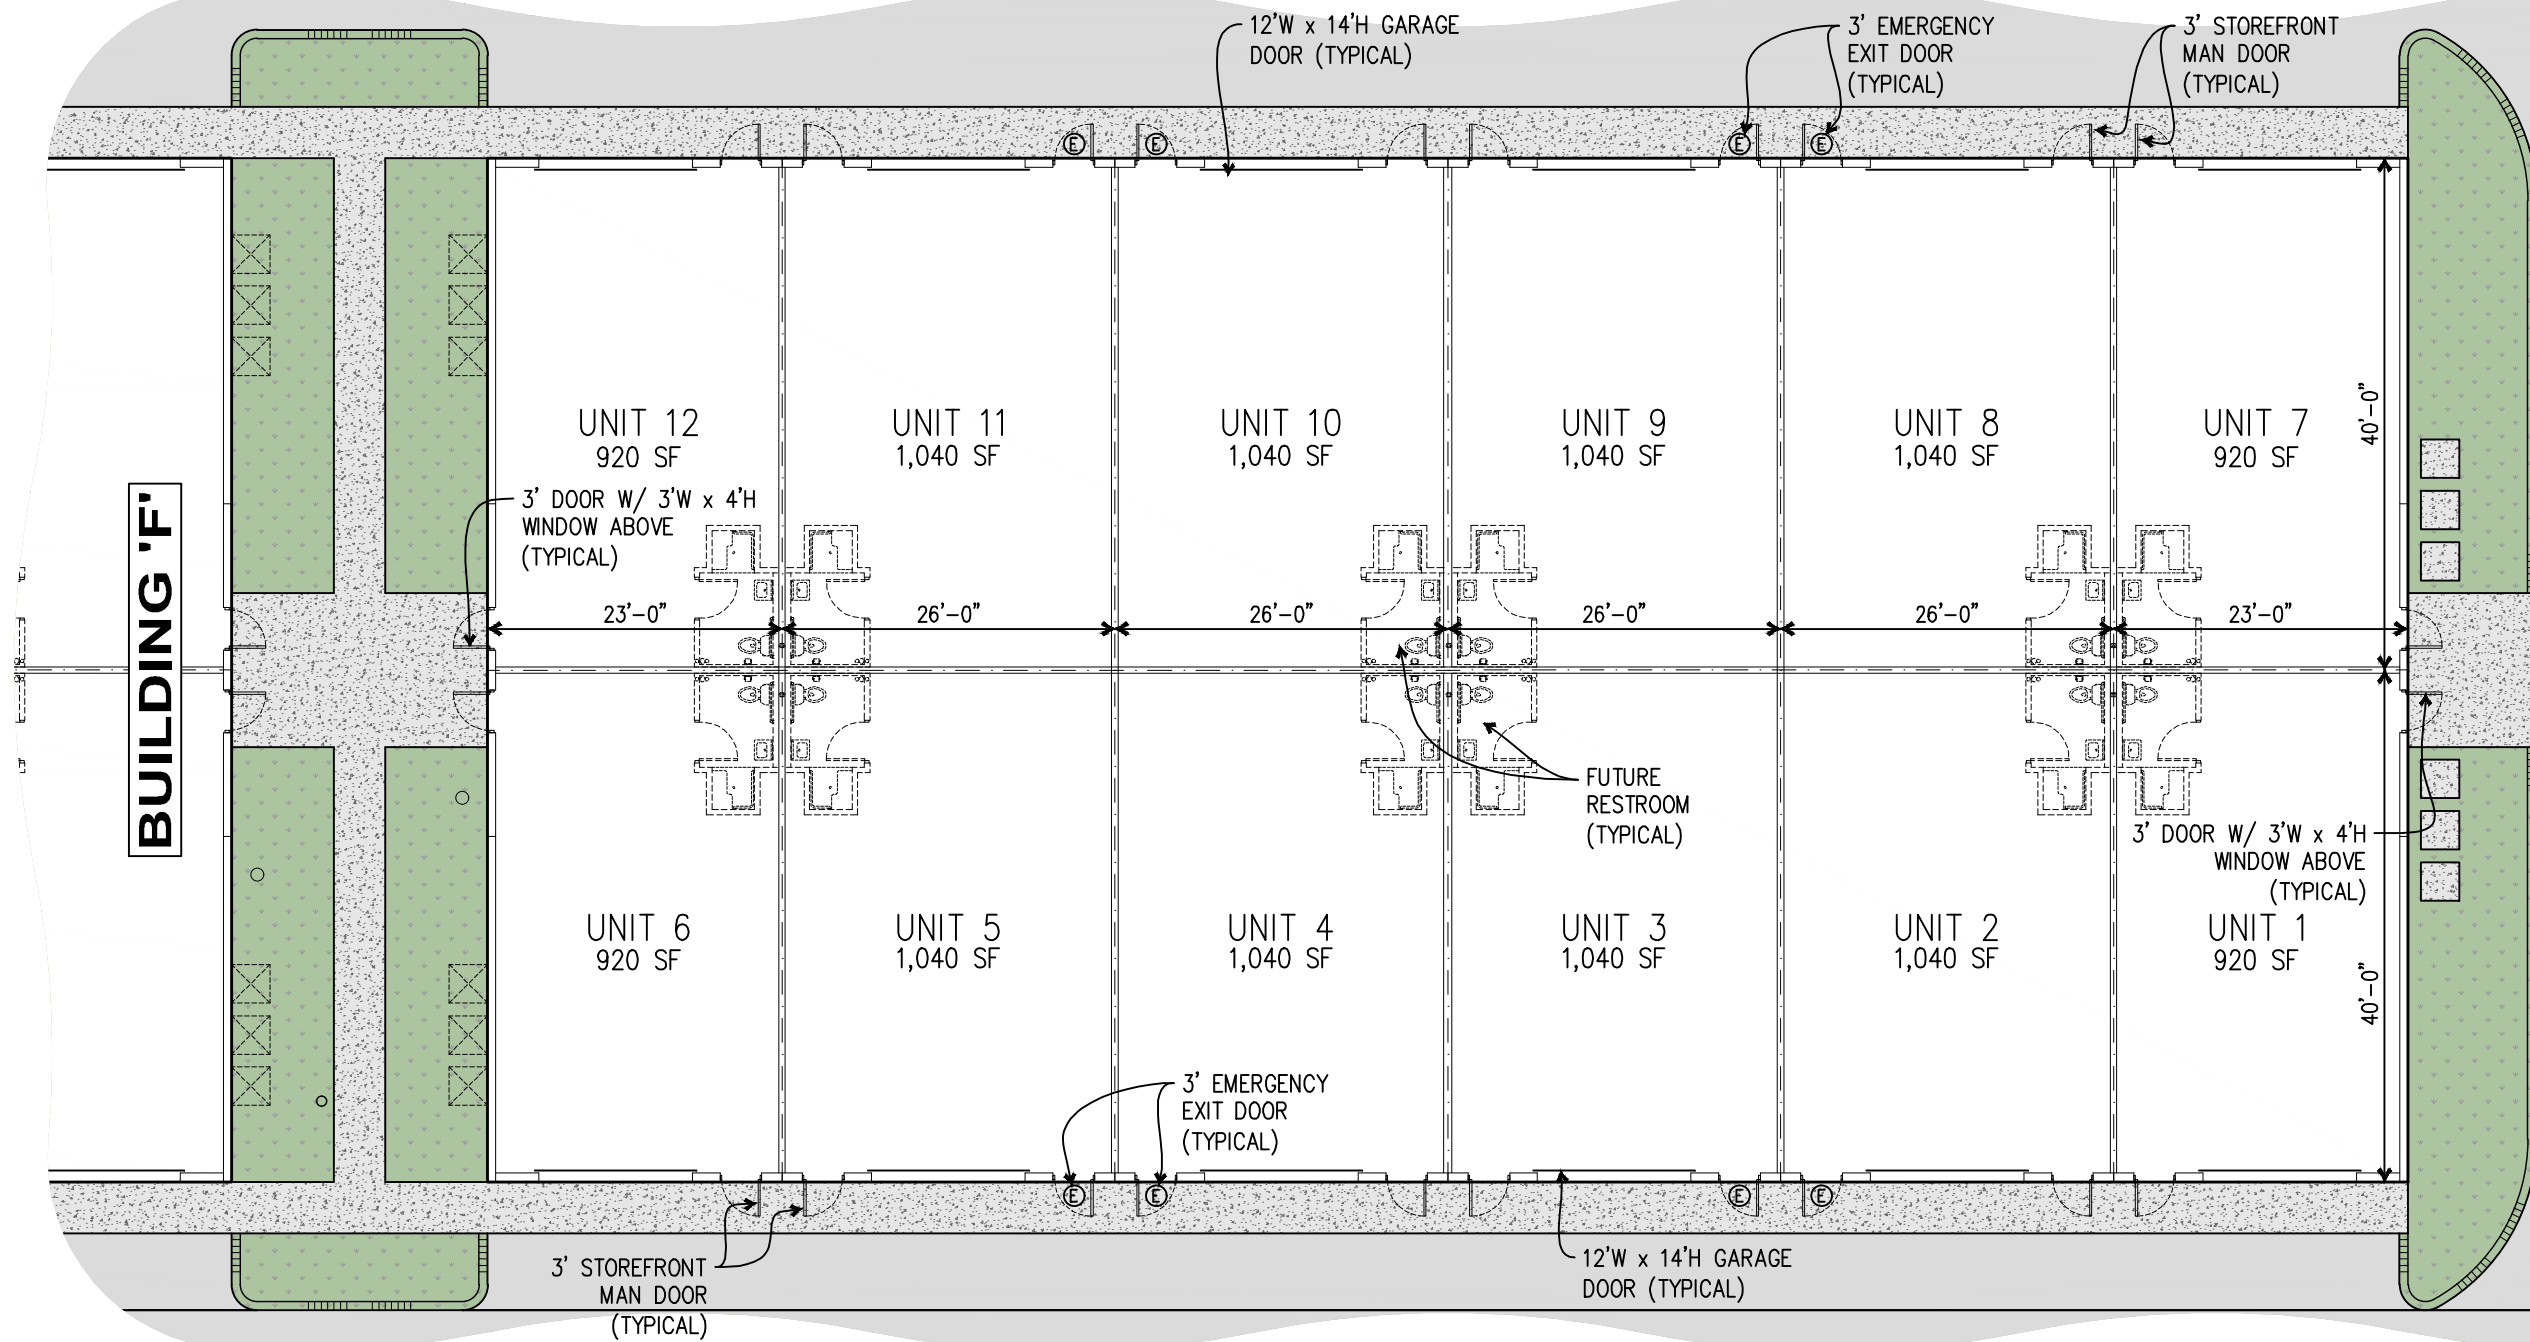 12'W x 14'H GARAGE
DOOR (TYPICAL)
3' EMERGENCY
EXIT DOOR
(TYPICAL)
3' STOREFRONT
MAN DOOR
(TYPICAL)
E
E
E
E
UNIT 12
920 SF
UNIT 11
1,040 SF
UNIT 10
1,040 SF
UNIT 9
1,040 SF
UNIT 8
1,040 SF
UNIT 7
920 SF
40'-0"
3' DOOR W/ 3'W x 4'H
WINDOW ABOVE
(TYPICAL)
BUILDING 'F'
23'-0"
26'-0"
26'-0"
26'-0"
26'-0"
23'-0"
FUTURE
RESTROOM
(TYPICAL)
3' DOOR W/ 3'W x 4'H
WINDOW ABOVE
(TYPICAL)
UNIT 6
920 SF
UNIT 5
1,040 SF
UNIT 4
1,040 SF
UNIT 3
1,040 SF
UNIT 2
1,040 SF
UNIT 1
920 SF
40'-0"
3' EMERGENCY
EXIT DOOR
(TYPICAL)
E
E
E
E
3' STOREFRONT
MAN DOOR
(TYPICAL)
12'W x 14'H GARAGE
DOOR (TYPICAL)